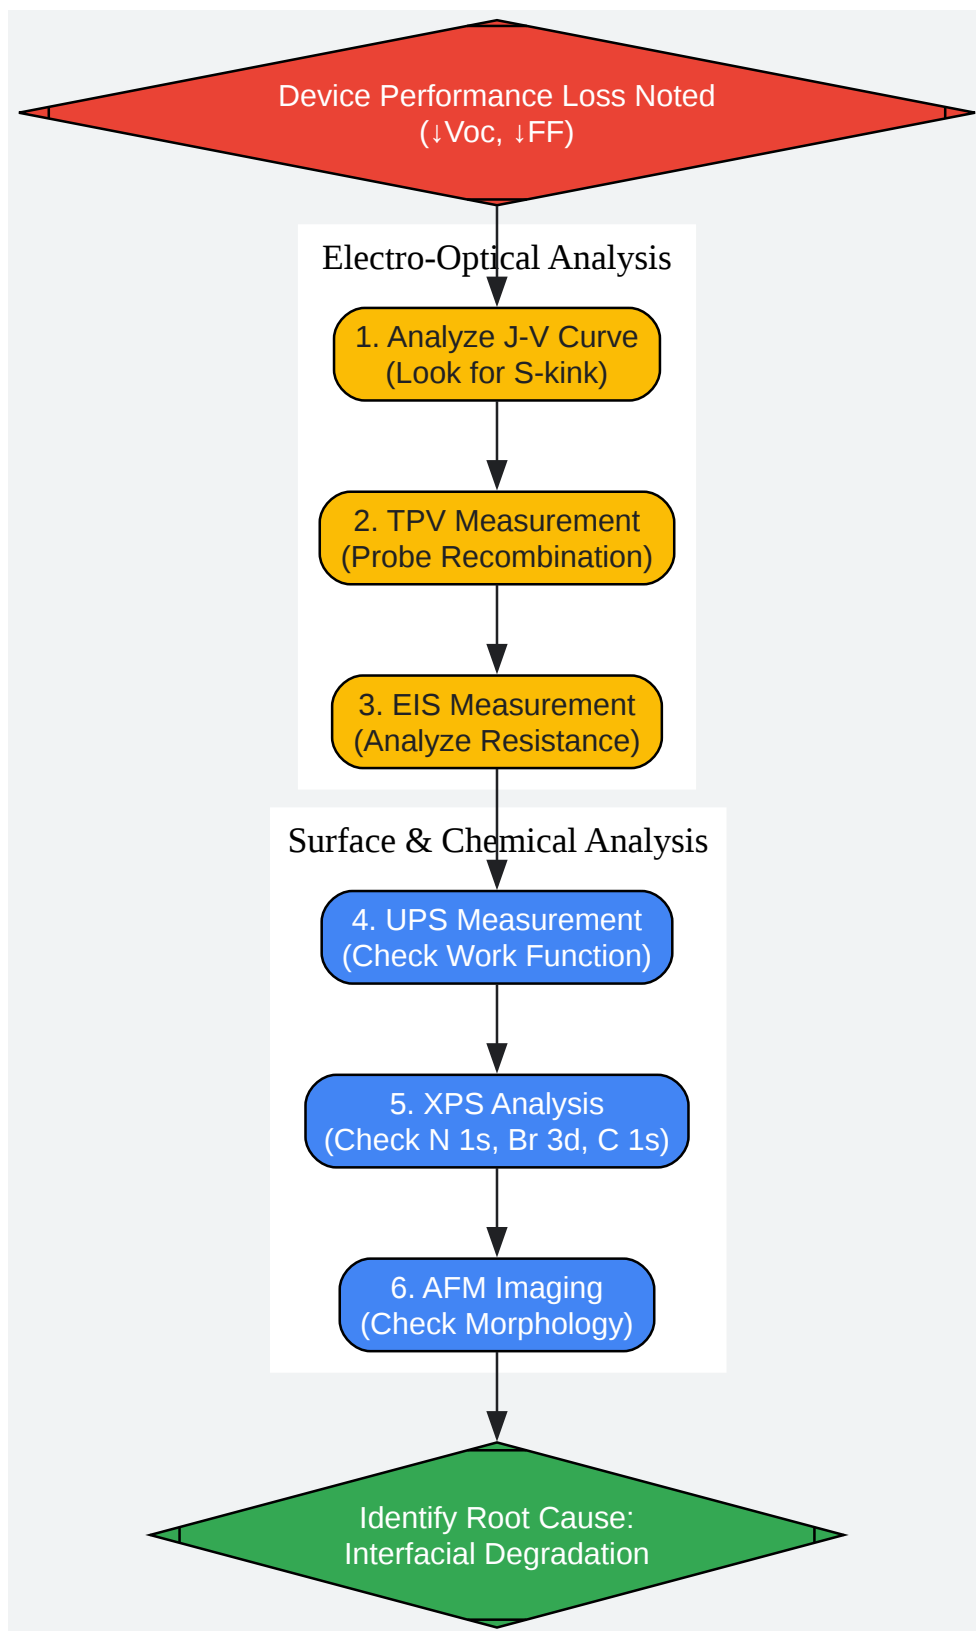 Device Performance Loss Noted
(↓Voc, ↓FF)
Electro-Optical Analysis
1. Analyze J-V Curve
(Look for S-kink)
2. TPV Measurement
(Probe Recombination)
3. EIS Measurement
(Analyze Resistance)
Surface & Chemical Analysis
4. UPS Measurement
(Check Work Function)
5. XPS Analysis
(Check N 1s, Br 3d, C 1s)
6. AFM Imaging
(Check Morphology)
Identify Root Cause:
Interfacial Degradation